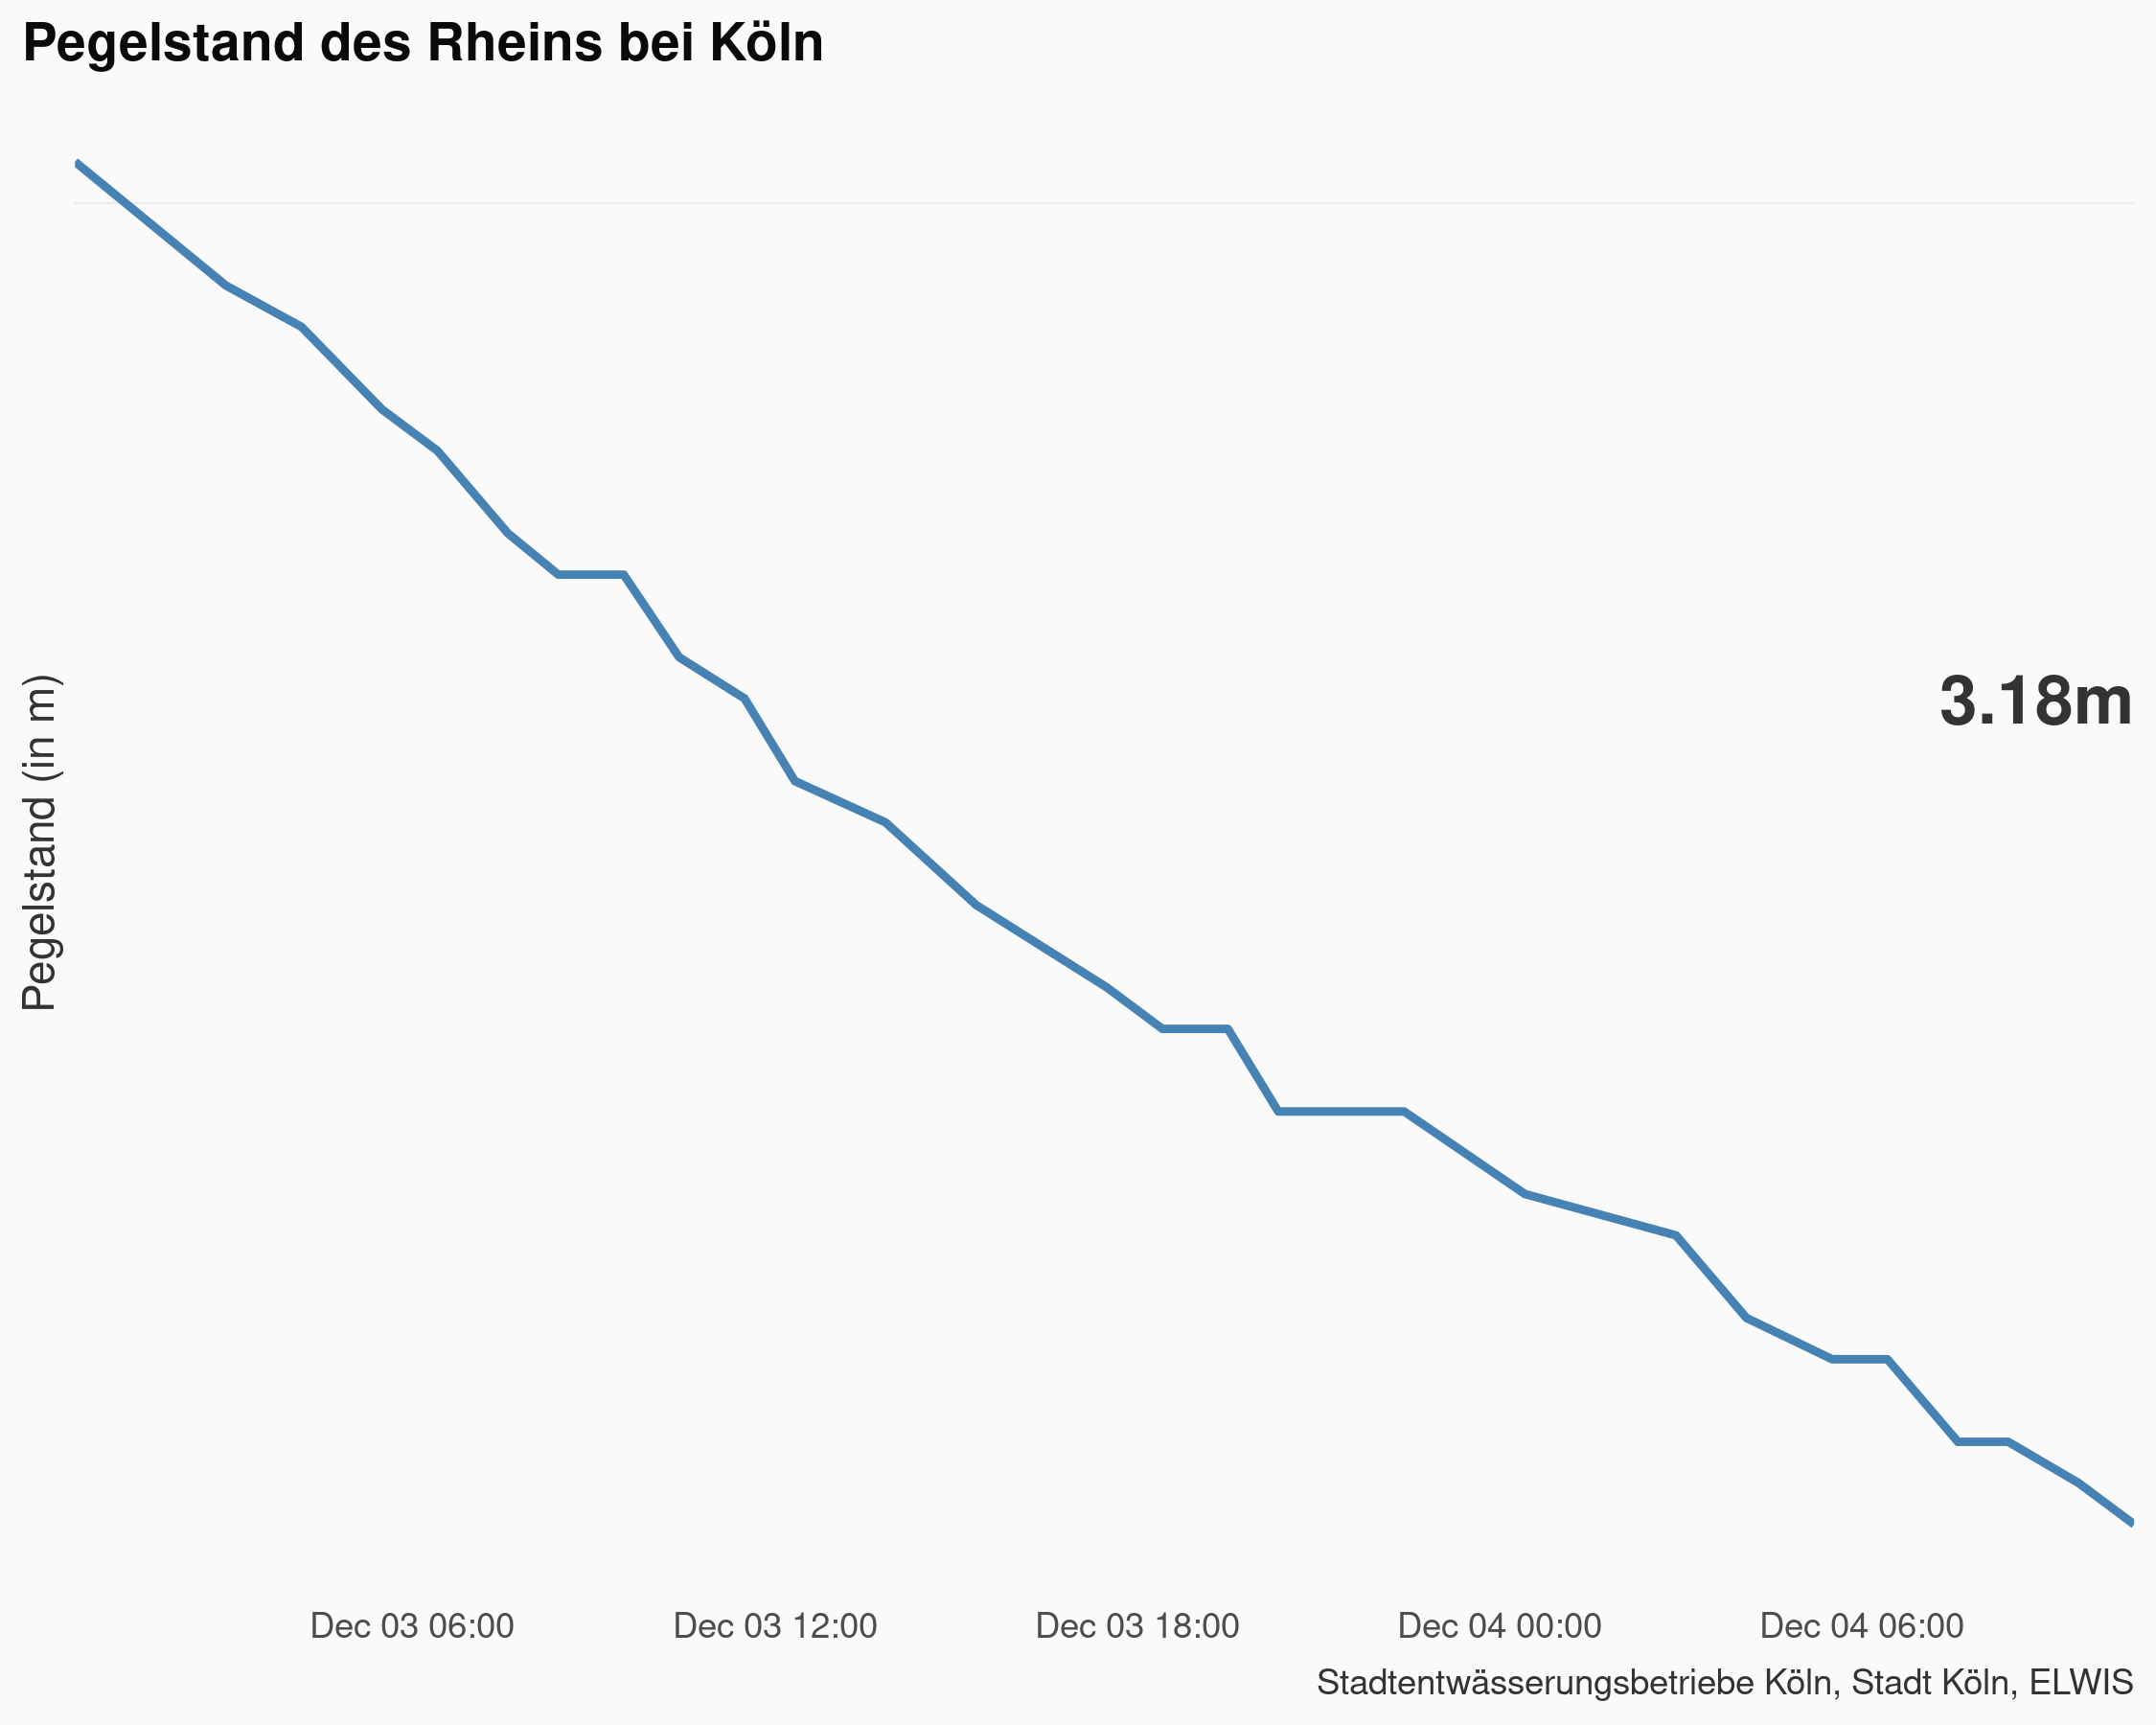 Pegelstand des Rheins bei Köln
Pegelstand (in m)
3.18m
Dec 03 06:00
Dec 03 12:00
Dec 03 18:00
Dec 04 00:00
Dec 04 06:00
Stadtentwässerungsbetriebe Köln, Stadt Köln, ELWIS